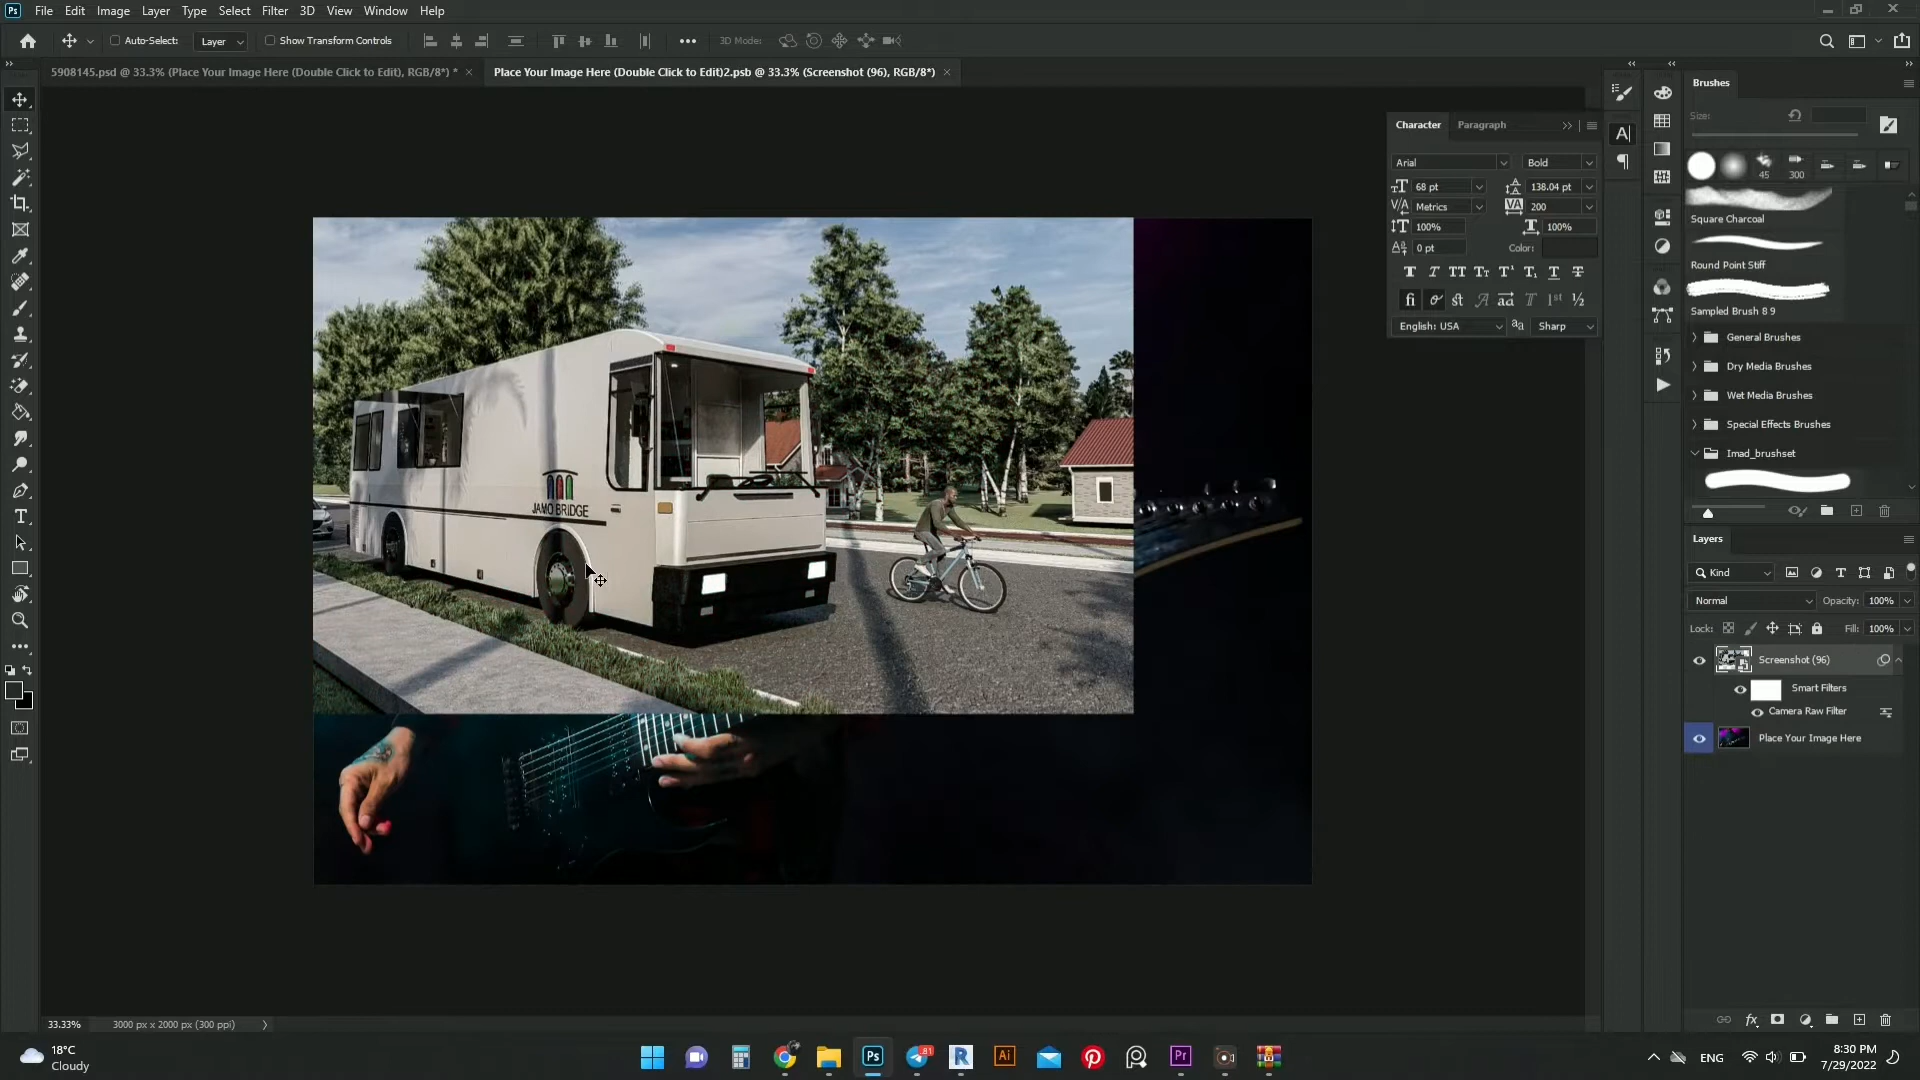 Ps File Edit Image Layer Type Select Filter 3D View Window Help
Auto-Select: Layer Show Transform Controls 3D Mode:
5908145.psd @ 33.3% (Place Your Image Here (Double Click to Edit), RGB/8*) *
Place Your Image Here (Double Click to Edit)2.psb @ 33.3% (Screenshot (96), RGB/8*)
JAMO BRIDGE
Character Paragraph
Arial Bold
68 pt 138.04 pt
Metrics 200
100% 100%
0 pt Color:
English: USA Sharp
Brushes
Size:
45 300
Square Charcoal
Round Point Stiff
Sampled Brush 8 9
General Brushes
Dry Media Brushes
Wet Media Brushes
Special Effects Brushes
Imad_brushset
Layers
Kind
Normal Opacity: 100%
Lock: Fill: 100%
Screenshot (96)
Smart Filters
Camera Raw Filter
Place Your Image Here
33.33% 3000 px x 2000 px (300 ppi)
18°C
Cloudy
Ps 81 R Ai Pr
ENG
8:30 PM
7/29/2022